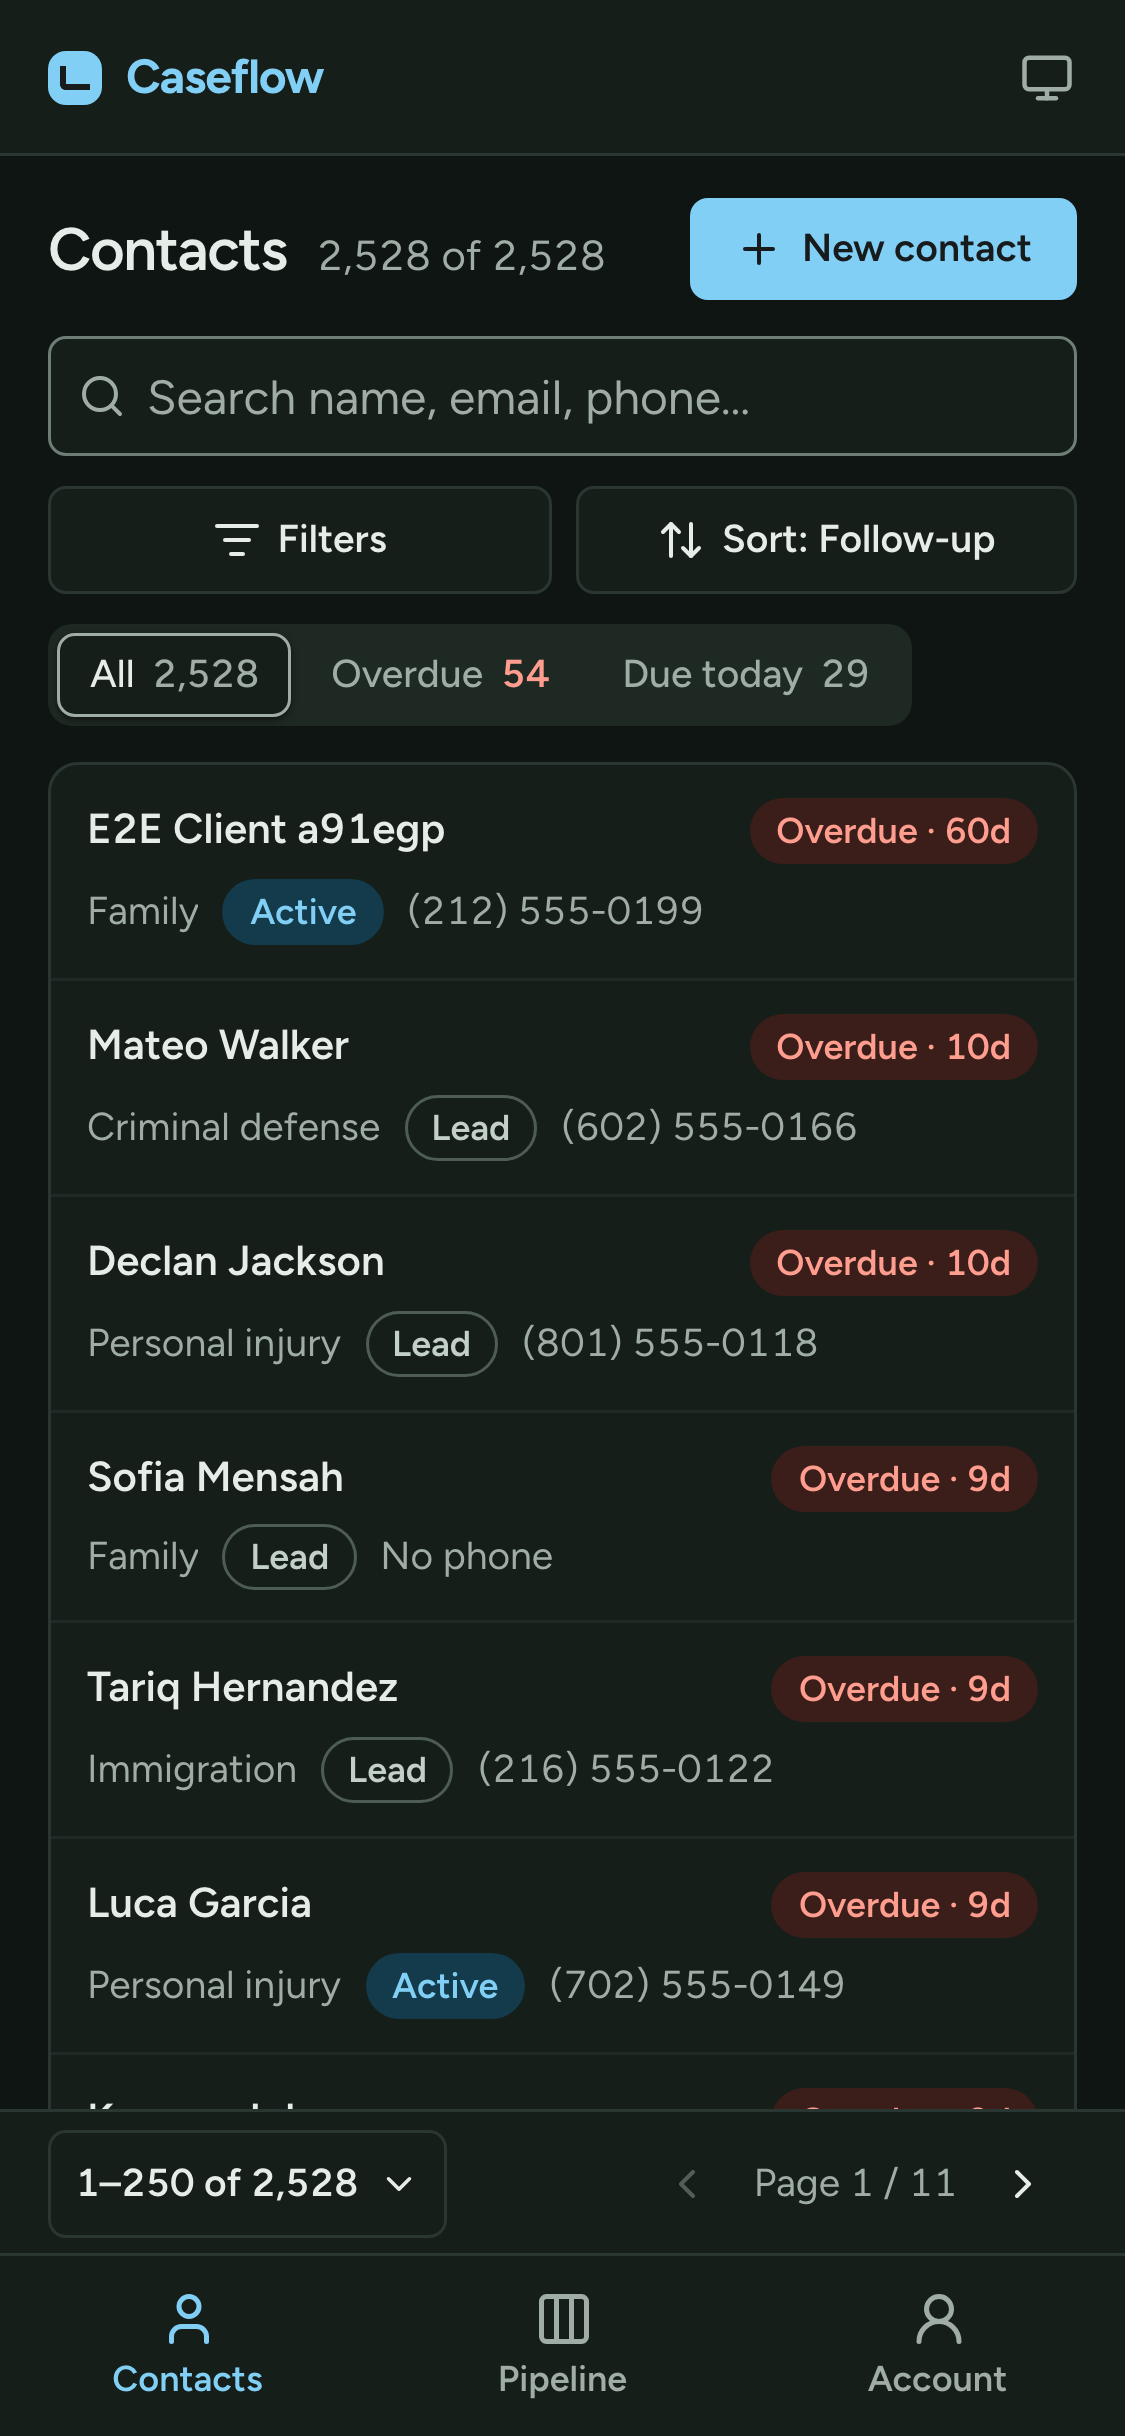 Caseflow
Contacts 2,528 of 2,528
New contact
Search name, email, phone...
Filters
Sort: Follow-up
All 2,528
Overdue 54
Due today 29
E2E Client a91egp
Overdue · 60d
Family Active (212) 555-0199
Mateo Walker
Overdue · 10d
Criminal defense Lead (602) 555-0166
Declan Jackson
Overdue · 10d
Personal injury Lead (801) 555-0118
Sofia Mensah
Overdue · 9d
Family Lead No phone
Tariq Hernandez
Overdue · 9d
Immigration Lead (216) 555-0122
Luca Garcia
Overdue · 9d
Personal injury Active (702) 555-0149
1–250 of 2,528
Page 1 / 11
Contacts
Pipeline
Account